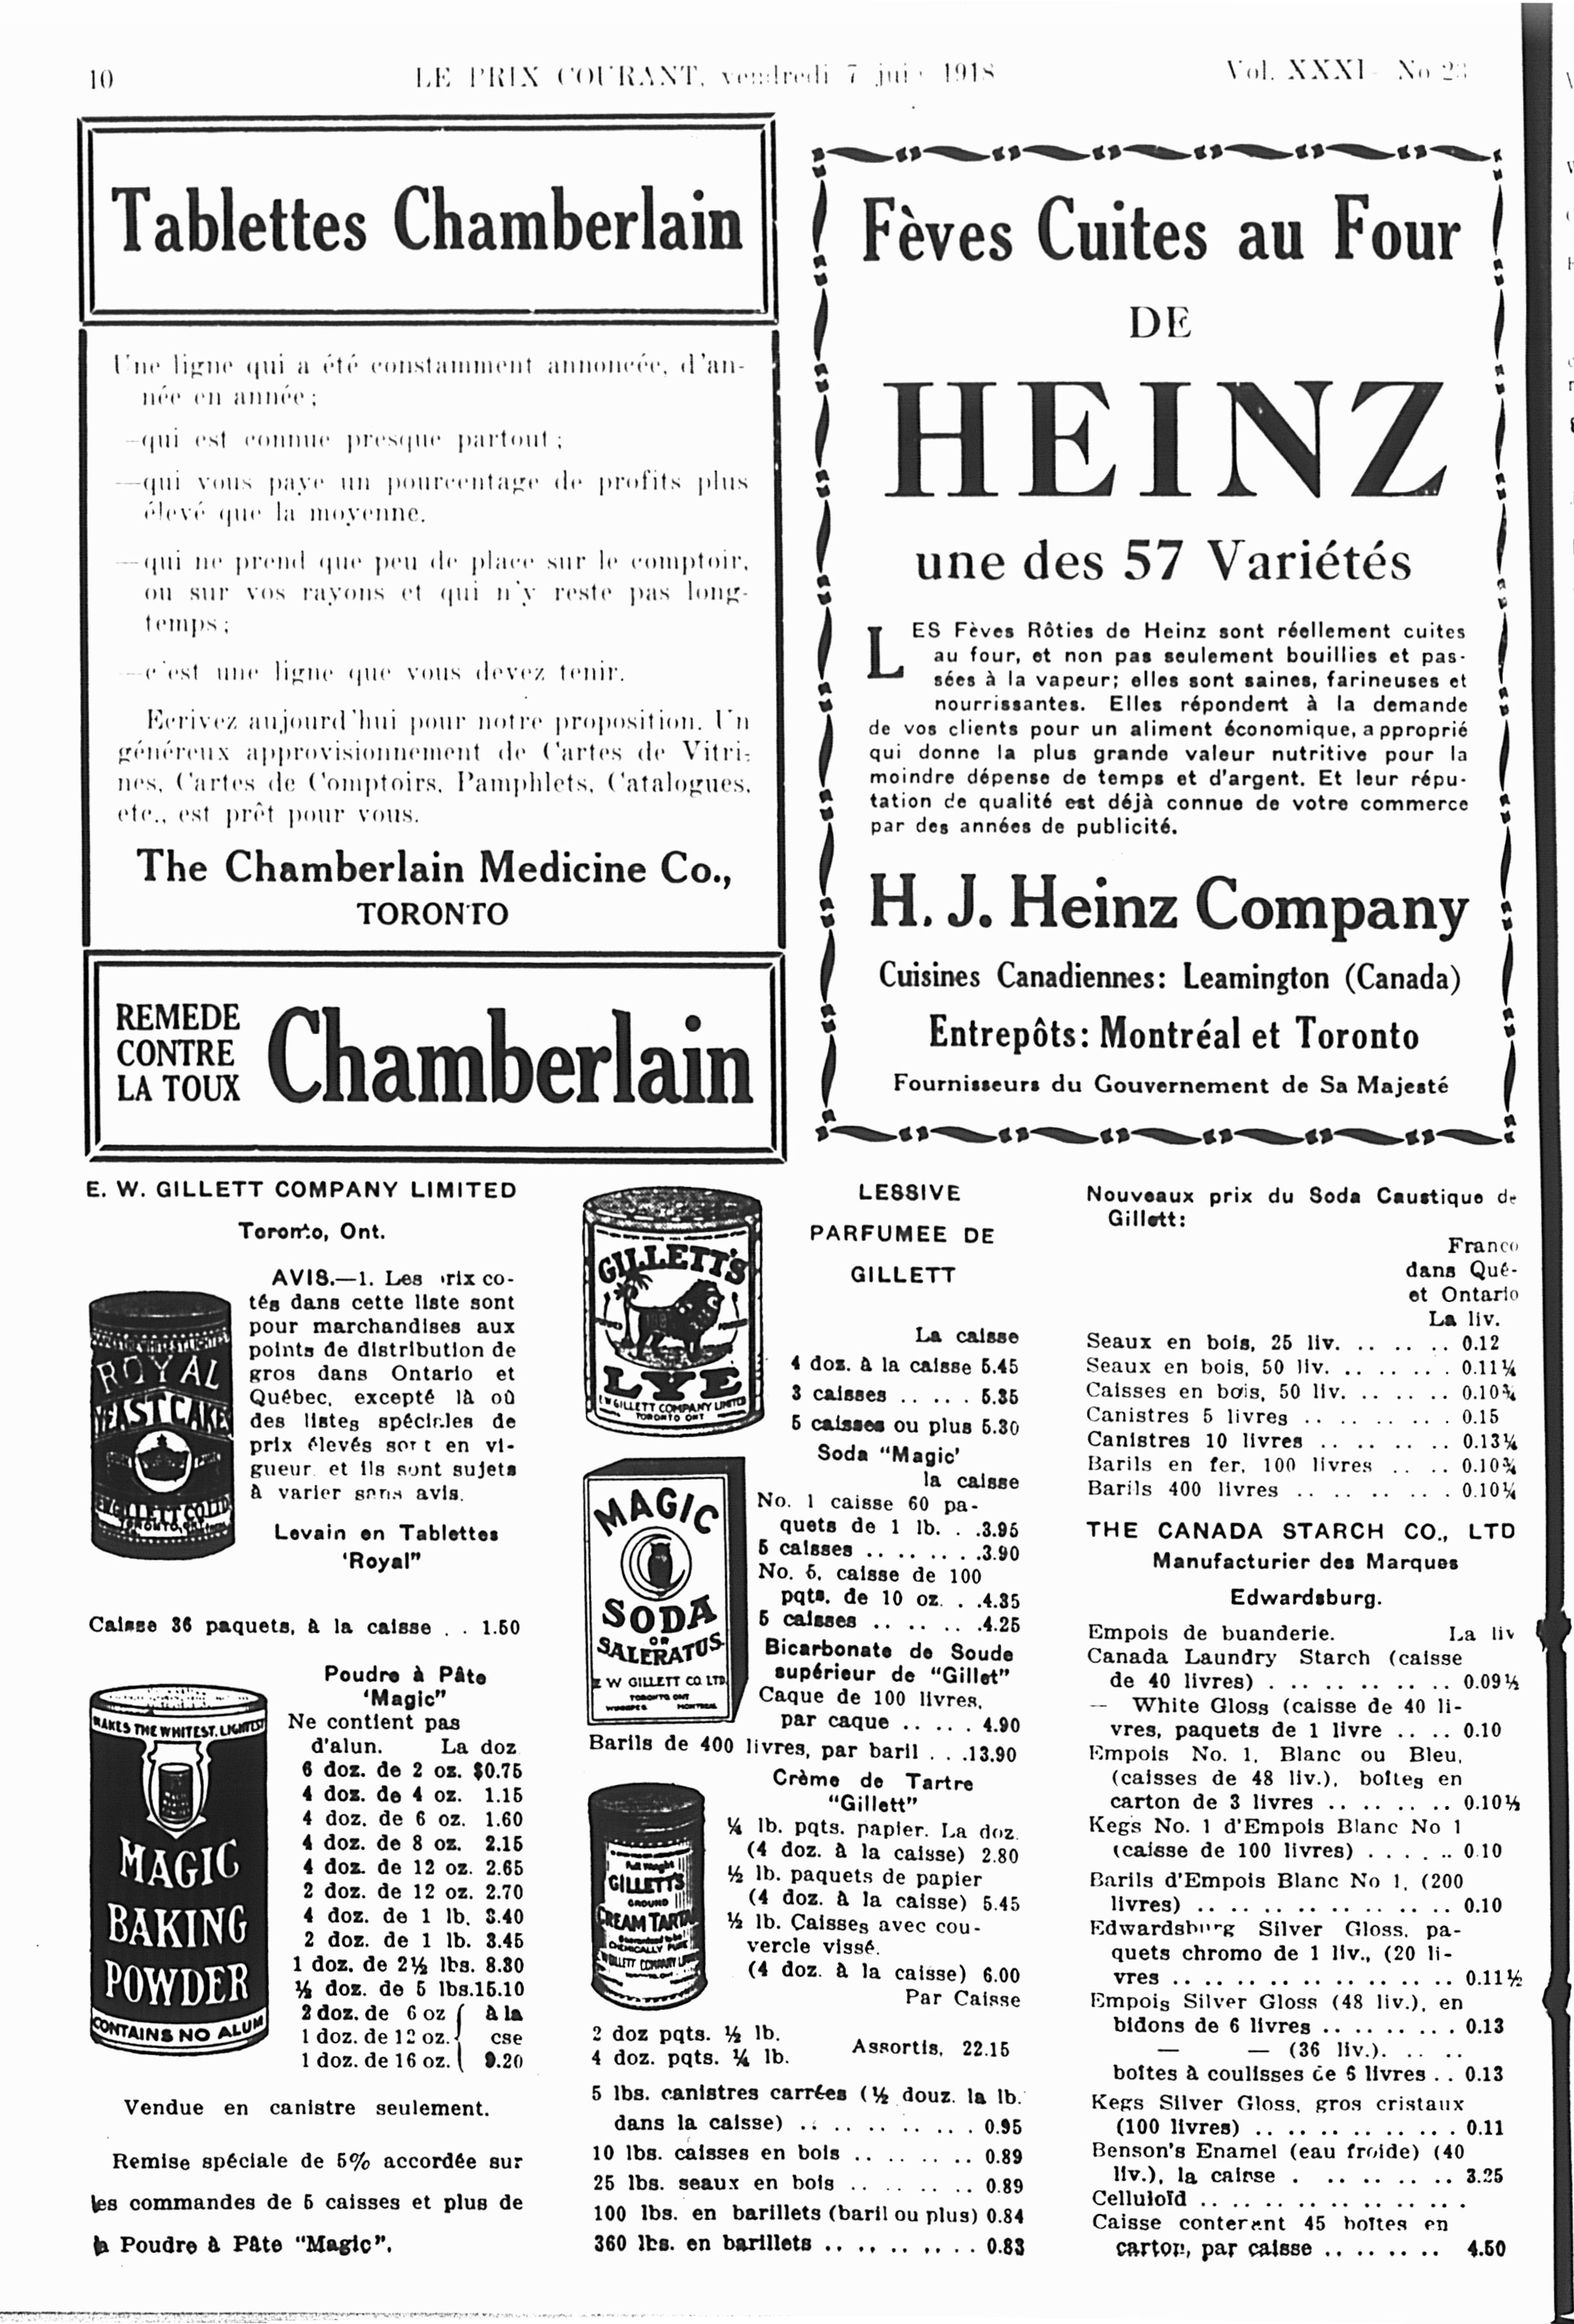 10
LE PRIX COURANT, vendredi 7 juin 1918
Vol. XXXI— No 23
Tablettes Chamberlain
Une ligne qui a été constamment annoncée, d'an-
née en année;
—qui est connue presque partout;
—qui vous paye un pourcentage de profits plus
élevé que la moyenne.
—qui ne prend que peu de place sur le comptoir,
ou sur vos rayons et qui n'y reste pas long-
temps;
—c'est une ligne que vous devez tenir.
Ecrivez aujourd'hui pour notre proposition. Un
généreux approvisionnement de Cartes de Vitri-
nes, Cartes de Comptoirs, Pamphlets, Catalogues,
etc., est prêt pour vous.
The Chamberlain Medicine Co.,
TORONTO
REMEDE
CONTRE
LA TOUX
Chamberlain
Fèves Cuites au Four
DE
HEINZ
une des 57 Variétés
LES Fèves Rôties de Heinz sont réellement cuites
au four, et non pas seulement bouillies et pas-
sées à la vapeur; elles sont saines, farineuses et
nourrissantes. Elles répondent à la demande
de vos clients pour un aliment économique, approprié
qui donne la plus grande valeur nutritive pour la
moindre dépense de temps et d'argent. Et leur répu-
tation de qualité est déjà connue de votre commerce
par des années de publicité.
H. J. Heinz Company
Cuisines Canadiennes: Leamington (Canada)
Entrepôts: Montréal et Toronto
Fournisseurs du Gouvernement de Sa Majesté
E. W. GILLETT COMPANY LIMITED
Toronto, Ont.
ROYAL
YEAST CAKES
E.W. GILLETT CO. LTD.
TORONTO, ONT.
AVIS.—1. Les rix co-
tés dans cette liste sont
pour marchandises aux
points de distribution de
gros dans Ontario et
Québec, excepté là où
des listes spéciales de
prix élevés sort en vi-
gueur et ils sont sujets
à varier sans avis.
Levain en Tablettes
'Royal"
Caisse 36 paquets, à la caisse . . 1.50
MAKES THE WHITEST, LIGHTEST
MAGIC
BAKING
POWDER
CONTAINS NO ALUM
Poudre à Pâte
'Magic"
Ne contient pas
d'alun. La doz
6 doz. de 2 oz. $0.75
4 doz. de 4 oz. 1.15
4 doz. de 6 oz. 1.60
4 doz. de 8 oz. 2.15
4 doz. de 12 oz. 2.65
2 doz. de 12 oz. 2.70
4 doz. de 1 lb. 3.40
2 doz. de 1 lb. 3.45
1 doz. de 2½ lbs. 8.30
½ doz. de 5 lbs.15.10
2 doz. de 6 oz { à la
1 doz. de 12 oz. { cse
1 doz. de 16 oz. ( 9.20
Vendue en canistre seulement.
Remise spéciale de 5% accordée sur
les commandes de 5 caisses et plus de
la Poudre à Pâte "Magic".
GILLETT'S
LYE
E W GILLETT COMPANY LIMITED
TORONTO ONT
LESSIVE
PARFUMEE DE
GILLETT
La caisse
4 doz. à la caisse 5.45
3 caisses . . . . . 5.35
5 caisses ou plus 5.30
Soda "Magic'
la caisse
MAGIC
SODA
OR
SALERATUS
E W GILLETT CO. LTD.
TORONTO ONT
WINNIPEG MONTREAL
No. 1 caisse 60 pa-
quets de 1 lb. . .3.95
5 caisses .. .. .. . .3.90
No. 5, caisse de 100
pqts. de 10 oz. . .4.35
5 caisses .. .. .. . .4.25
Bicarbonate de Soude
supérieur de "Gillet"
Caque de 100 livres,
par caque .. .. . 4.90
Barils de 400 livres, par baril . . .13.90
Crème de Tartre
"Gillett"
GILLETT'S
GROUND
CREAM TARTAR
CHEMICALLY PURE
¼ lb. pqts. papier. La doz.
(4 doz. à la caisse) 2.80
½ lb. paquets de papier
(4 doz. à la caisse) 5.45
½ lb. Caisses avec cou-
vercle vissé.
(4 doz. à la caisse) 6.00
Par Caisse
2 doz pqts. ½ lb.
4 doz. pqts. ¼ lb. Assortis, 22.15
5 lbs. canistres carrées (½ douz. la lb.
dans la caisse) .. .. .. .. . 0.95
10 lbs. caisses en bois .. .. .. .. 0.89
25 lbs. seaux en bois .. .. .. .. 0.89
100 lbs. en barillets (baril ou plus) 0.84
360 lbs. en barillets .. .. .. .. . 0.83
Nouveaux prix du Soda Caustique de
Gillett:
Franco
dans Qué-
et Ontario
La liv.
Seaux en bois, 25 liv. .. .. .. 0.12
Seaux en bois, 50 liv. .. .. .. . 0.11¼
Caisses en bois, 50 liv. .. .. .. 0.10¾
Canistres 5 livres .. .. .. .. . 0.15
Canistres 10 livres .. .. .. .. 0.13¼
Barils en fer, 100 livres .. .. 0.10¾
Barils 400 livres .. .. .. .. . 0.10¼
THE CANADA STARCH CO., LTD
Manufacturier des Marques
Edwardsburg.
Empois de buanderie. La liv
Canada Laundry Starch (caisse
de 40 livres) . .. .. .. .. .. 0.09½
— White Gloss (caisse de 40 li-
vres, paquets de 1 livre .. .. 0.10
Empois No. 1, Blanc ou Bleu,
(caisses de 48 liv.), boîtes en
carton de 3 livres .. .. .. .. 0.10½
Kegs No. 1 d'Empois Blanc No 1
(caisse de 100 livres) . .. .. .. 0.10
Barils d'Empois Blanc No 1, (200
livres) .. .. .. .. .. .. .. .. 0.10
Edwardsburg Silver Gloss, pa-
quets chromo de 1 liv., (20 li-
vres .. .. .. .. .. .. .. .. .. 0.11½
Empois Silver Gloss (48 liv.), en
bidons de 6 livres .. .. .. .. . 0.13
— — (36 liv.). .. ..
boîtes à coulisses de 6 livres . . 0.13
Kegs Silver Gloss, gros cristaux
(100 livres) .. .. .. .. .. .. . 0.11
Benson's Enamel (eau froide) (40
liv.), la caisse . .. .. .. .. .. 3.25
Celluloïd .. .. .. .. .. .. .. .. .
Caisse contenant 45 boîtes en
carton, par caisse .. .. .. .. 4.50